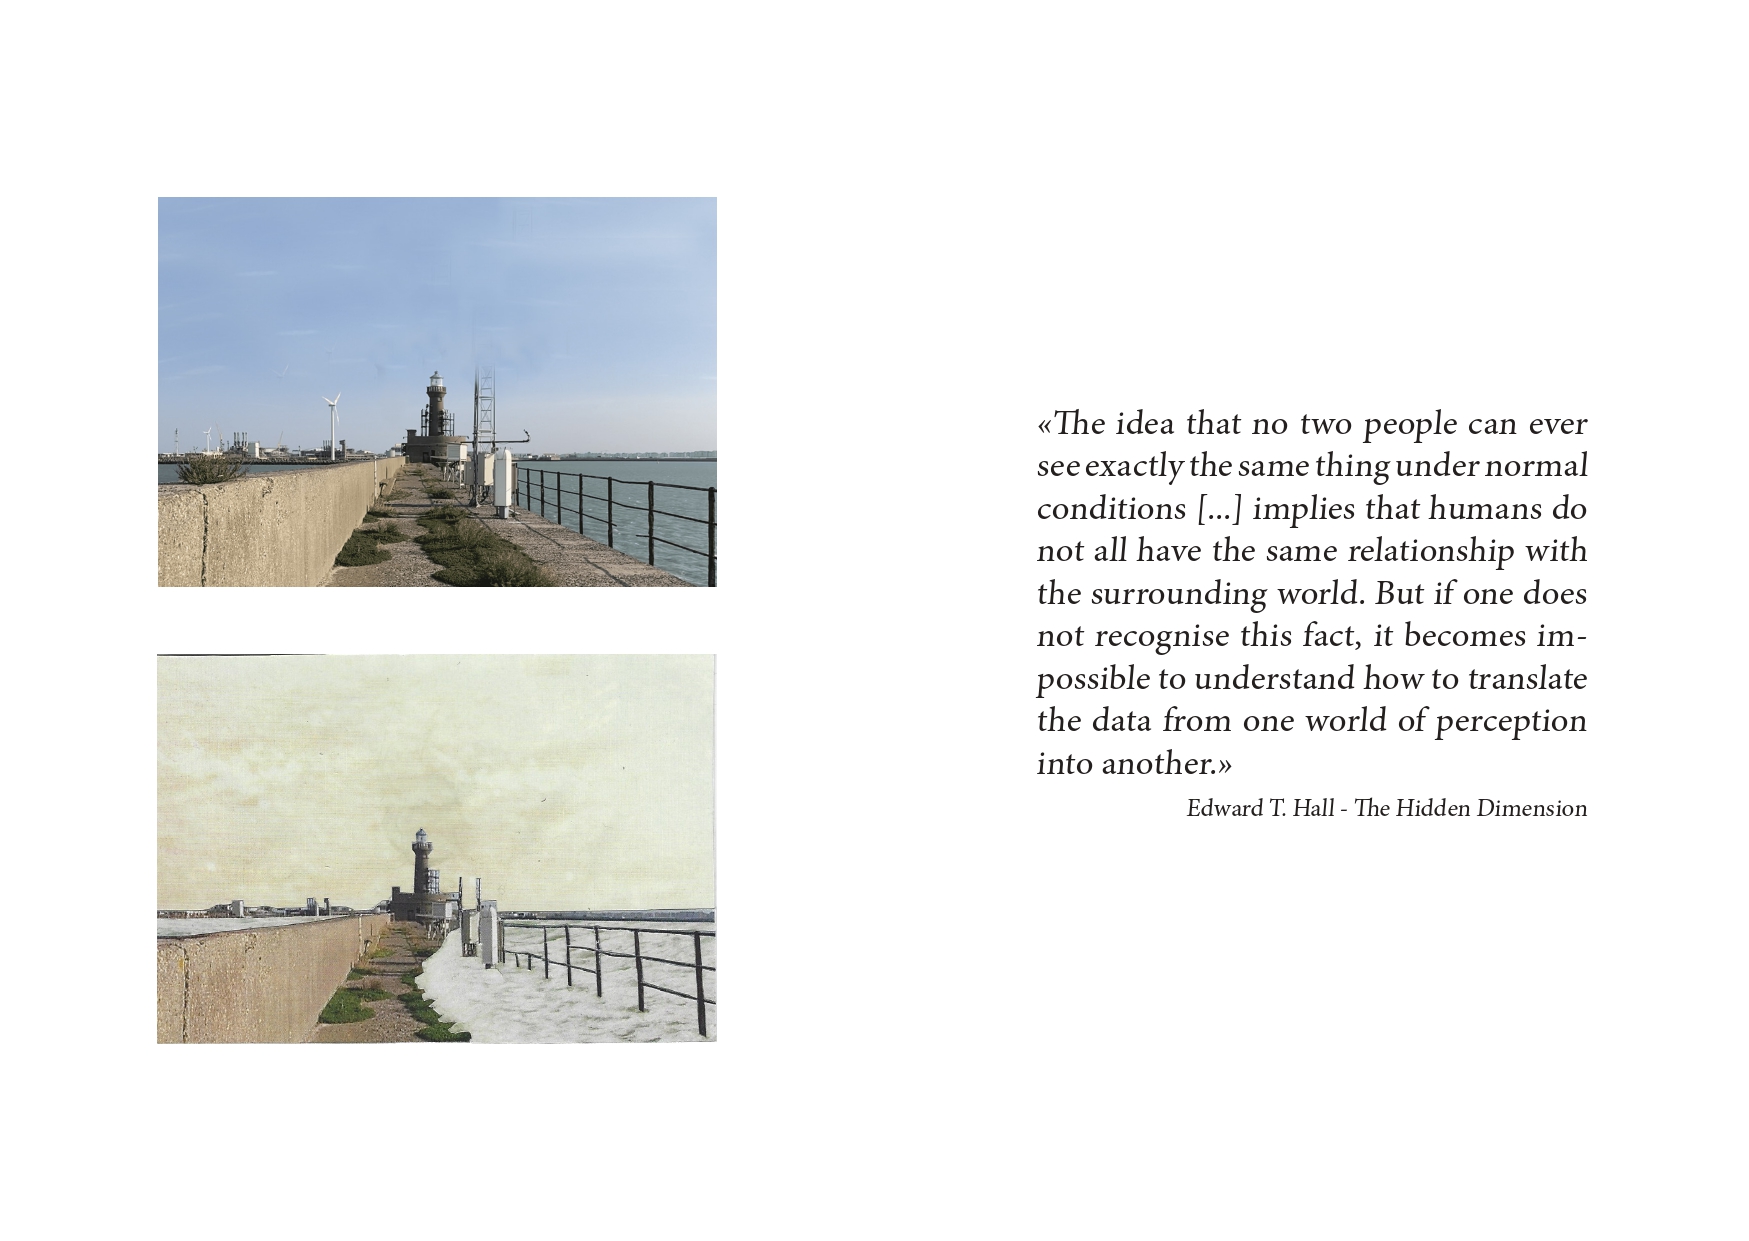 «The idea that no two people can ever
see exactly the same thing under normal
conditions [...] implies that humans do
not all have the same relationship with
the surrounding world. But if one does
not recognise this fact, it becomes im-
possible to understand how to translate
the data from one world of perception
into another.»
Edward T. Hall - The Hidden Dimension